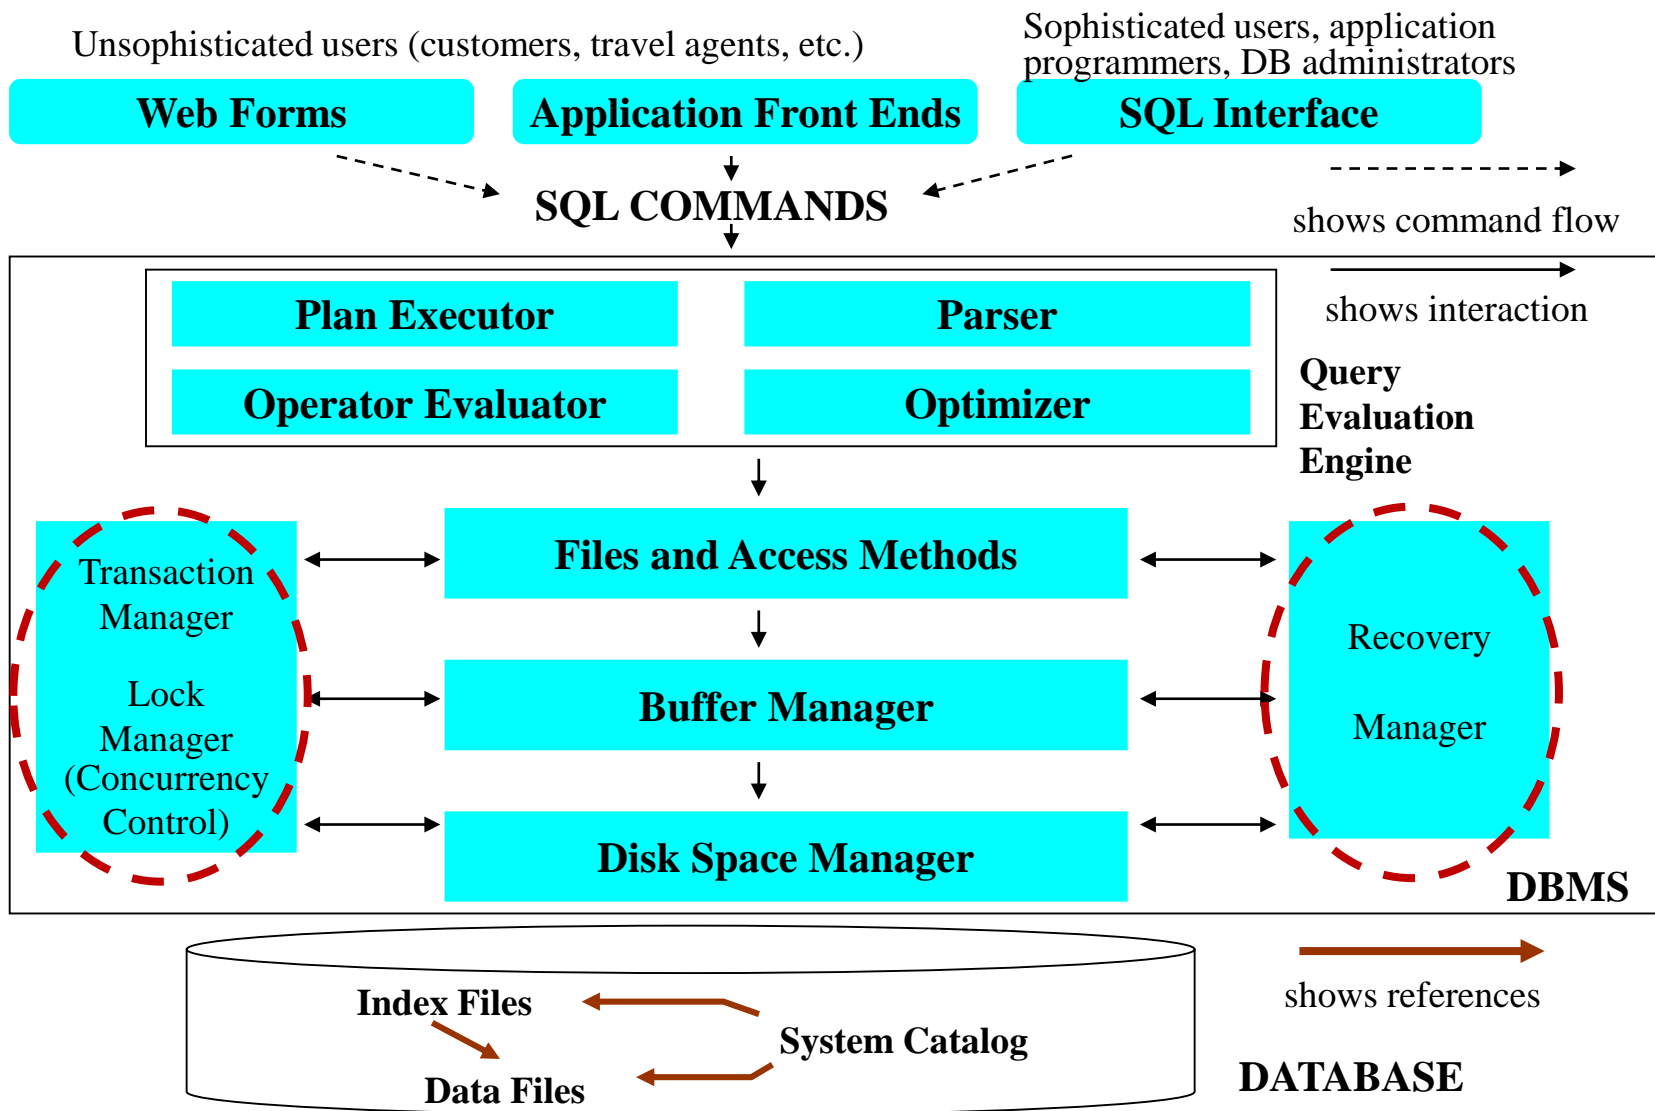 Unsophisticated users (customers, travel agents, etc.)
Sophisticated users, application
programmers, DB administrators
Web Forms
Application Front Ends
SQL Interface
SQL COMMANDS
shows command flow
shows interaction
Plan Executor
Parser
Operator Evaluator
Optimizer
Query
Evaluation
Engine
Transaction
Manager
Lock
Manager
(Concurrency
Control)
Files and Access Methods
Buffer Manager
Disk Space Manager
Recovery
Manager
DBMS
Index Files
System Catalog
Data Files
shows references
DATABASE